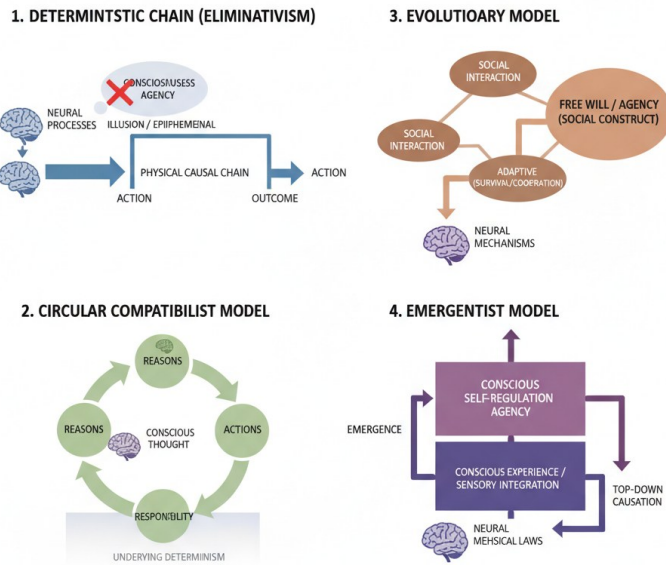 1. DETERMINTSTIC CHAIN (ELIMINATIVISM)
CONSCIOSMUSESS
AGENCY
NEURAL
PROCESSES
ILLUSION / EPIIPHEMENIAL
PHYSICAL CAUSAL CHAIN
ACTION
ACTION
OUTCOME
3. EVOLUTIOARY MODEL
SOCIAL
INTERACTION
FREE WILL / AGENCY
(SOCIAL CONSTRUCT)
SOCIAL
INTERACTION
ADAPTIVE
(SURVIVAL/COOPERATION)
NEURAL
MECHANISMS
2. CIRCULAR COMPATIBILIST MODEL
REASONS
REASONS
CONSCIOUS
THOUGHT
ACTIONS
UNDERYING DETERMINISM
4. EMERGENTIST MODEL
CONSCIOUS
SELF-REGULATION
AGENCY
EMERGENCE
CONSCIOUS EXPERIENCE /
SENSORY INTEGRATION
TOP-DOWN
CAUSATION
NEURAL
MEHSICAL LAWS